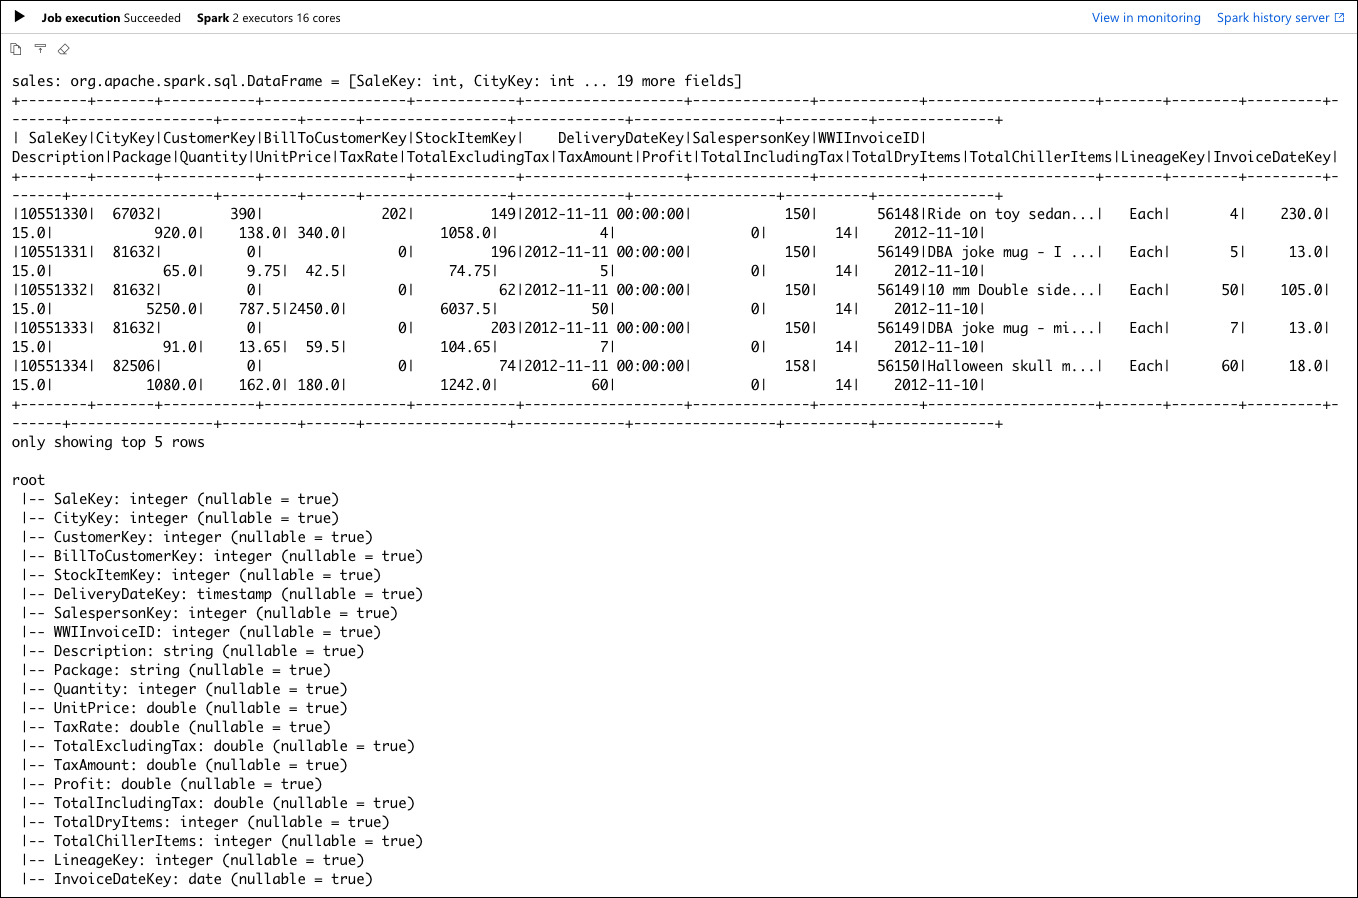 Job execution Succeeded Spark 2 executors 16 cores View in monitoring Spark history server
sales: org.apache.spark.sql.DataFrame = [SaleKey: int, CityKey: int ... 19 more fields]
+--------+-------+-----------+-----------------+------------+-------------------+--------------+------------+--------------------+-------+--------+---------+-
------+-----------------+---------+------+-----------------+-------------+-----------------+----------+--------------+
| SaleKey|CityKey|CustomerKey|BillToCustomerKey|StockItemKey|    DeliveryDateKey|SalespersonKey|WWIInvoiceID|
Description|Package|Quantity|UnitPrice|TaxRate|TotalExcludingTax|TaxAmount|Profit|TotalIncludingTax|TotalDryItems|TotalChillerItems|LineageKey|InvoiceDateKey|
+--------+-------+-----------+-----------------+------------+-------------------+--------------+------------+--------------------+-------+--------+---------+-
------+-----------------+---------+------+-----------------+-------------+-----------------+----------+--------------+
|10551330|  67032|        390|              202|         149|2012-11-11 00:00:00|           150|       56148|Ride on toy sedan...|   Each|       4|    230.0|
15.0|            920.0|    138.0| 340.0|           1058.0|            4|                0|        14|    2012-11-10|
|10551331|  81632|          0|                0|         196|2012-11-11 00:00:00|           150|       56149|DBA joke mug - I ...|   Each|       5|     13.0|
15.0|             65.0|     9.75|  42.5|            74.75|            5|                0|        14|    2012-11-10|
|10551332|  81632|          0|                0|          62|2012-11-11 00:00:00|           150|       56149|10 mm Double side...|   Each|      50|    105.0|
15.0|           5250.0|    787.5|2450.0|           6037.5|           50|                0|        14|    2012-11-10|
|10551333|  81632|          0|                0|         203|2012-11-11 00:00:00|           150|       56149|DBA joke mug - mi...|   Each|       7|     13.0|
15.0|             91.0|    13.65|  59.5|           104.65|            7|                0|        14|    2012-11-10|
|10551334|  82506|          0|                0|          74|2012-11-11 00:00:00|           158|       56150|Halloween skull m...|   Each|      60|     18.0|
15.0|           1080.0|    162.0| 180.0|           1242.0|           60|                0|        14|    2012-11-10|
+--------+-------+-----------+-----------------+------------+-------------------+--------------+------------+--------------------+-------+--------+---------+-
------+-----------------+---------+------+-----------------+-------------+-----------------+----------+--------------+
only showing top 5 rows
root
 |-- SaleKey: integer (nullable = true)
 |-- CityKey: integer (nullable = true)
 |-- CustomerKey: integer (nullable = true)
 |-- BillToCustomerKey: integer (nullable = true)
 |-- StockItemKey: integer (nullable = true)
 |-- DeliveryDateKey: timestamp (nullable = true)
 |-- SalespersonKey: integer (nullable = true)
 |-- WWIInvoiceID: integer (nullable = true)
 |-- Description: string (nullable = true)
 |-- Package: string (nullable = true)
 |-- Quantity: integer (nullable = true)
 |-- UnitPrice: double (nullable = true)
 |-- TaxRate: double (nullable = true)
 |-- TotalExcludingTax: double (nullable = true)
 |-- TaxAmount: double (nullable = true)
 |-- Profit: double (nullable = true)
 |-- TotalIncludingTax: double (nullable = true)
 |-- TotalDryItems: integer (nullable = true)
 |-- TotalChillerItems: integer (nullable = true)
 |-- LineageKey: integer (nullable = true)
 |-- InvoiceDateKey: date (nullable = true)